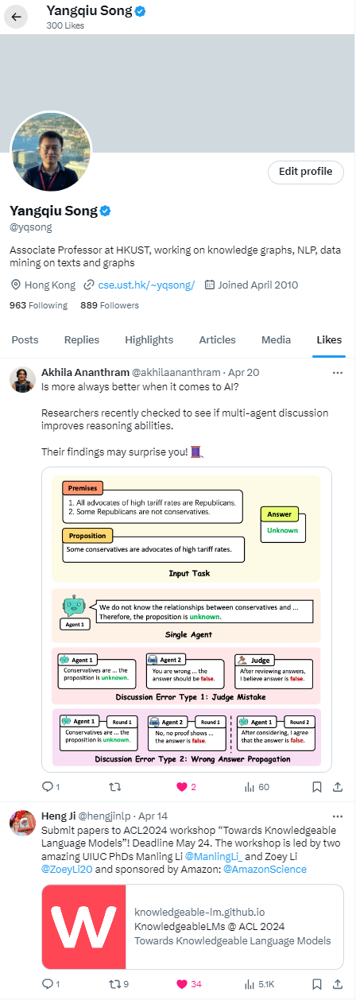 Yangqiu Song
300 Likes
Edit profile
Yangqiu Song
@yqsong
Associate Professor at HKUST, working on knowledge graphs, NLP, data
mining on texts and graphs
Hong Kong cse.ust.hk/~yqsong/ Joined April 2010
963 Following 889 Followers
Posts Replies Highlights Articles Media Likes
Akhila Ananthram @akhilaananthram · Apr 20
Is more always better when it comes to AI?
Researchers recently checked to see if multi-agent discussion
improves reasoning abilities.
Their findings may surprise you!
Premises
1. All advocates of high tariff rates are Republicans.
2. Some Republicans are not conservatives.
Answer
Unknown
Proposition
Some conservatives are advocates of high tariff rates.
Input Task
Agent 1
We do not know the relationships between conservatives and ...
Therefore, the proposition is unknown.
Single Agent
Agent 1
Conservatives are ... the
proposition is unknown.
Agent 2
You are wrong ... the
answer should be false.
Judge
After reviewing answers,
I believe answer is false.
Discussion Error Type 1: Judge Mistake
Agent 1 Round 1
Conservatives are ... the
proposition is unknown.
Agent 2 Round 1
No, no proof shows ...
the answer is false.
Agent 1 Round 2
After considering, I agree
that the answer is false.
Discussion Error Type 2: Wrong Answer Propagation
1 2 60
Heng Ji @hengjinlp · Apr 14
Submit papers to ACL2024 workshop “Towards Knowledgeable
Language Models”! Deadline May 24. The workshop is led by two
amazing UIUC PhDs Manling Li @ManlingLi_ and Zoey Li
@ZoeyLi20 and sponsored by Amazon: @AmazonScience
W
knowledgeable-lm.github.io
KnowledgeableLMs @ ACL 2024
Towards Knowledgeable Language Models
1 9 34 5.1K